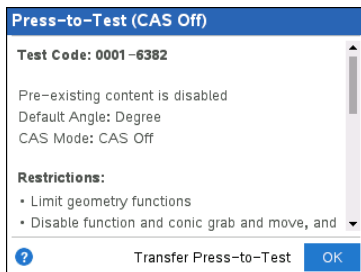 Press-to-Test (CAS Off)
Test Code: 0001-6382
Pre-existing content is disabled
Default Angle: Degree
CAS Mode: CAS Off
Restrictions:
• Limit geometry functions
• Disable function and conic grab and move, and
? Transfer Press-to-Test OK